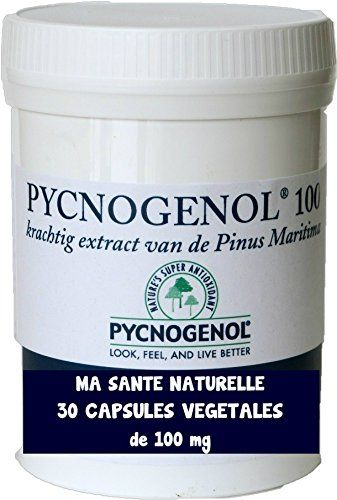 PYCNOGENOL® 100
krachtig extract van de Pinus Maritima
NATURE'S SUPER ANTIOXIDANT
PYCNOGENOL®
LOOK, FEEL, AND LIVE BETTER
MA SANTE NATURELLE
30 CAPSULES VEGETALES
de 100 mg